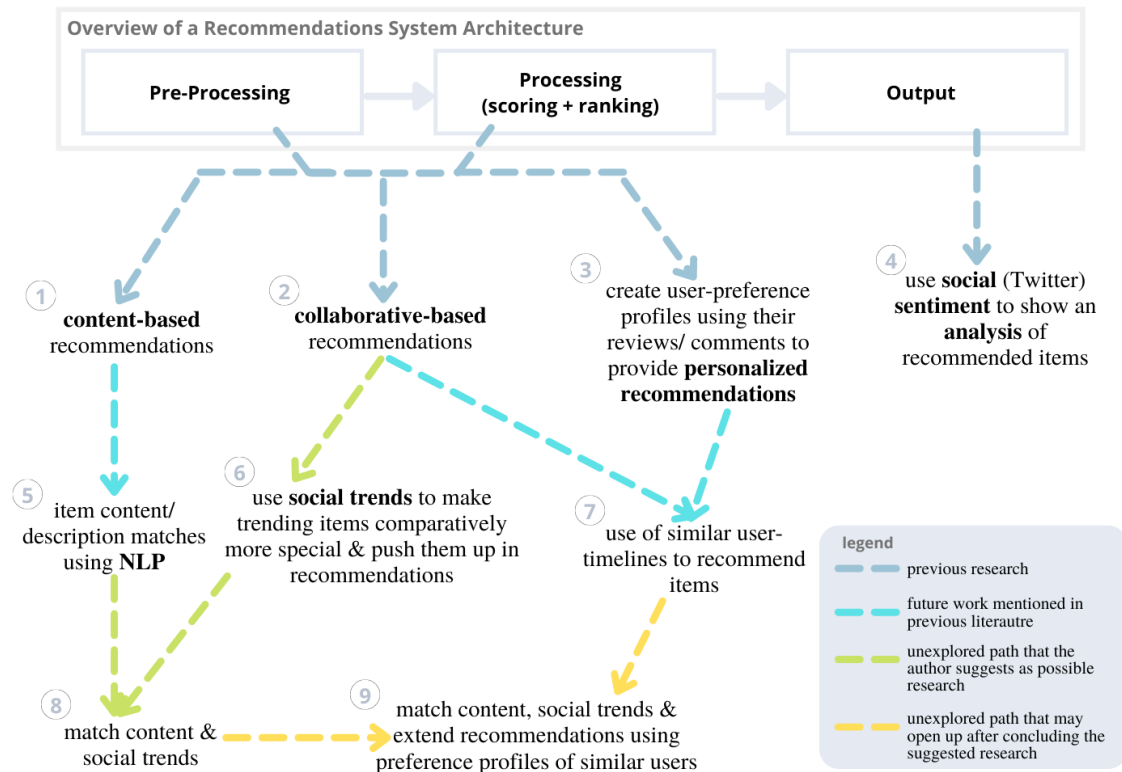 Overview of a Recommendations System Architecture
Pre-Processing
Processing
(scoring + ranking)
Output
1
content-based
recommendations
2
collaborative-based
recommendations
3
create user-preference
profiles using their
reviews/ comments to
provide personalized
recommendations
4
use social (Twitter)
sentiment to show an
analysis of
recommended items
5
item content/
description matches
using NLP
6
use social trends to make
trending items comparatively
more special & push them up in
recommendations
7
use of similar user-
timelines to recommend
items
8
match content &
social trends
9
match content, social trends &
extend recommendations using
preference profiles of similar users
legend
previous research
future work mentioned in
previous literautre
unexplored path that the
author suggests as possible
research
unexplored path that may
open up after concluding the
suggested research